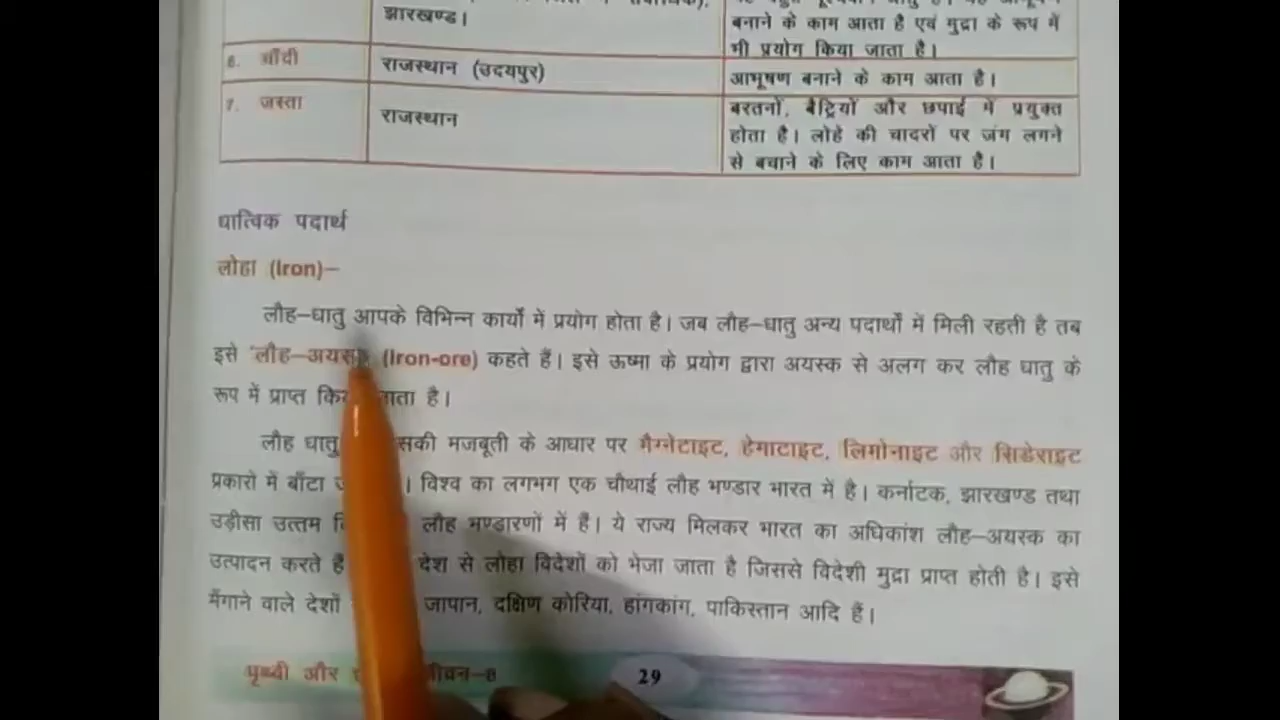 झारखण्ड।
बनाने के काम आता है एवं मुद्रा के रूप में
भी प्रयोग किया जाता है।
6. चाँदी
राजस्थान (उदयपुर)
आभूषण बनाने के काम आता है।
7. जस्ता
राजस्थान
बरतनों, बैट्रियों और छपाई में प्रयुक्त
होता है। लोहे की चादरों पर जंग लगने
से बचाने के लिए काम आता है।
धात्विक पदार्थ
लोहा (Iron)–
लौह–धातु आपके विभिन्न कार्यों में प्रयोग होता है। जब लौह–धातु अन्य पदार्थों में मिली रहती है तब
इसे 'लौह–अयस्क (Iron-ore) कहते हैं। इसे ऊष्मा के प्रयोग द्वारा अयस्क से अलग कर लौह धातु के
रूप में प्राप्त जाता है।
लौह धातु मजबूती के आधार पर मैग्नेटाइट, हेमाटाइट, लिमोनाइट और सिडेराइट
प्रकारो में बाँटा । विश्व का लगभग एक चौथाई लौह भण्डार भारत में है। कर्नाटक, झारखण्ड तथा
उड़ीसा उत्तम लौह भण्डारणों में हैं। ये राज्य मिलकर भारत का अधिकांश लौह–अयस्क का
उत्पादन करते देश से लोहा विदेशों को भेजा जाता है जिससे विदेशी मुद्रा प्राप्त होती है। इसे
मँगाने वाले देशों जापान, दक्षिण कोरिया, हांगकांग, पाकिस्तान आदि हैं।
पृथ्वी और जीवन–8
29